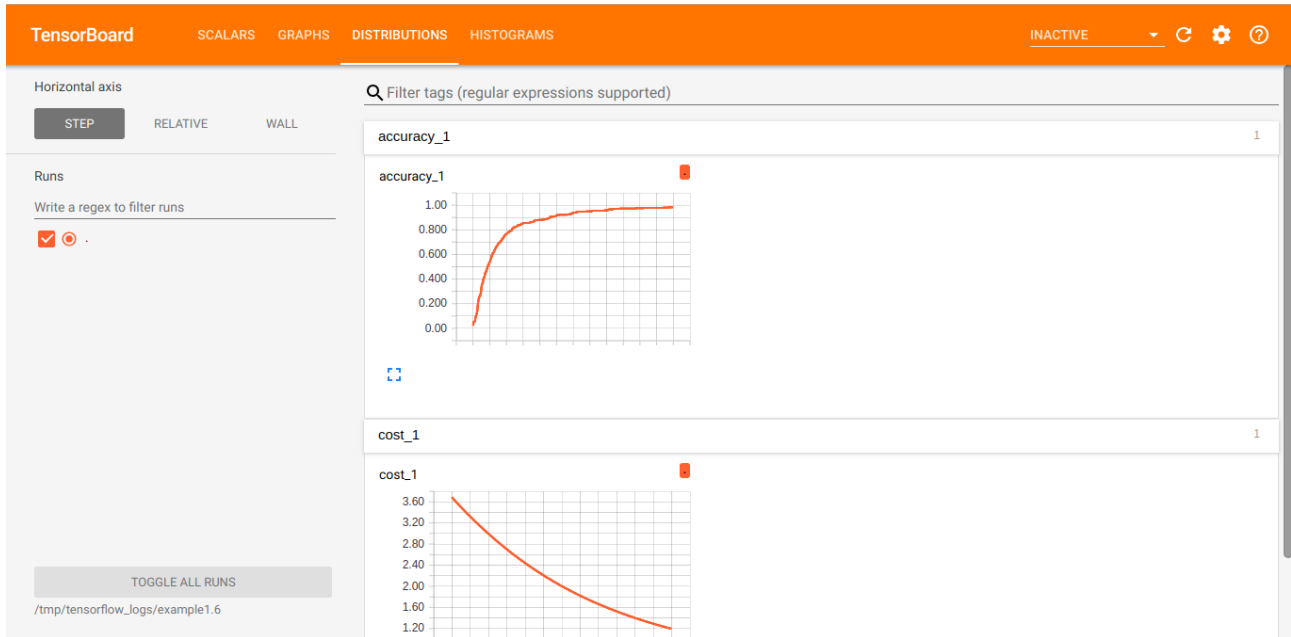 TensorBoard SCALARS GRAPHS DISTRIBUTIONS HISTOGRAMS INACTIVE
Horizontal axis
STEP RELATIVE WALL
Runs
Write a regex to filter runs
.
TOGGLE ALL RUNS
/tmp/tensorflow_logs/example1.6
Filter tags (regular expressions supported)
accuracy_1 1
accuracy_1 .
1.00
0.800
0.600
0.400
0.200
0.00
cost_1 1
cost_1 .
3.60
3.20
2.80
2.40
2.00
1.60
1.20